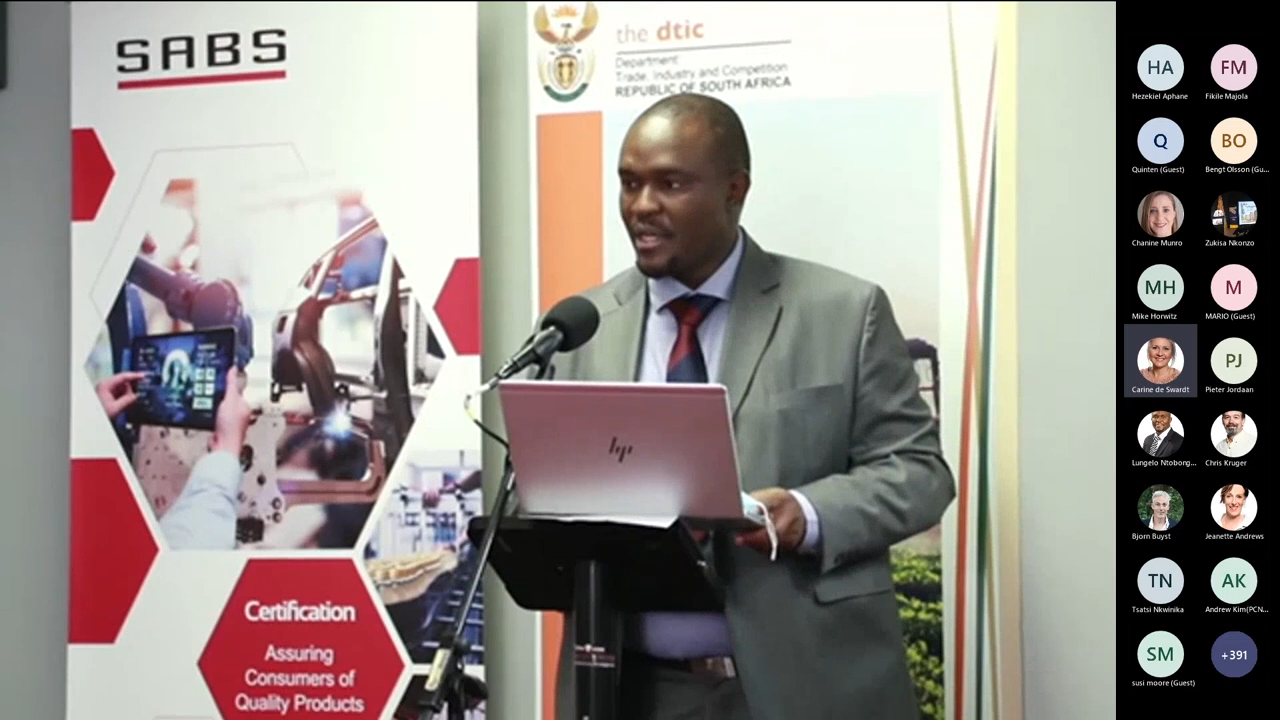 SABS
Certification
Assuring
Consumers of
Quality Products
the dtic
Department:
Trade, Industry and Competition
REPUBLIC OF SOUTH AFRICA
hp
HA
Hezekiel Aphane
FM
Fikile Majola
Q
Quinten (Guest)
BO
Bengt Olsson (Gu...
Chanine Munro
Zukisa Nkonzo
MH
Mike Horwitz
M
MARIO (Guest)
Carine de Swardt
PJ
Pieter Jordaan
Lungelo Ntoborg...
Chris Kruger
Bjorn Buyst
Jeanette Andrews
TN
Tsatsi Nkwinika
AK
Andrew Kim(PCN...
SM
susi moore (Guest)
+391